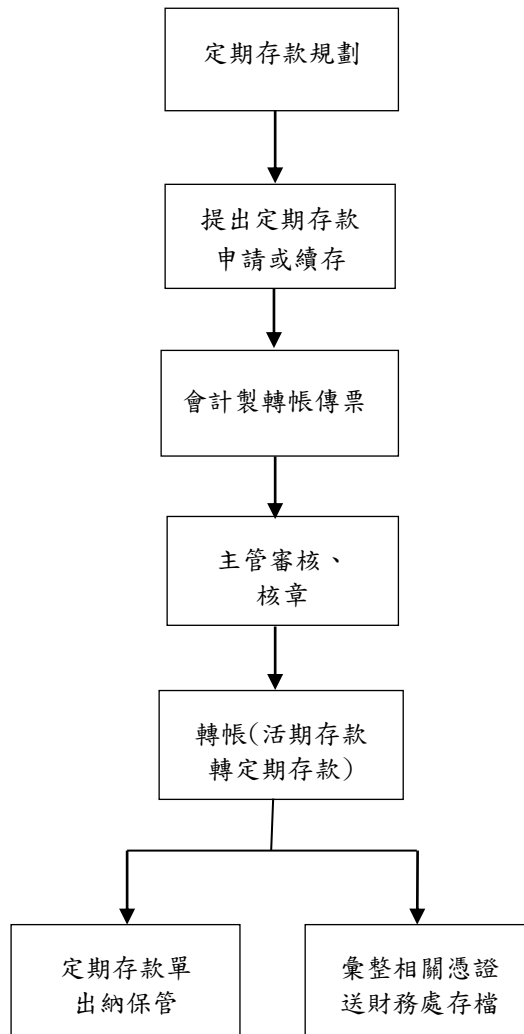 定期存款規劃
提出定期存款
申請或續存
會計製轉帳傳票
主管審核、
核章
轉帳(活期存款
轉定期存款)
定期存款單
出納保管
彙整相關憑證
送財務處存檔